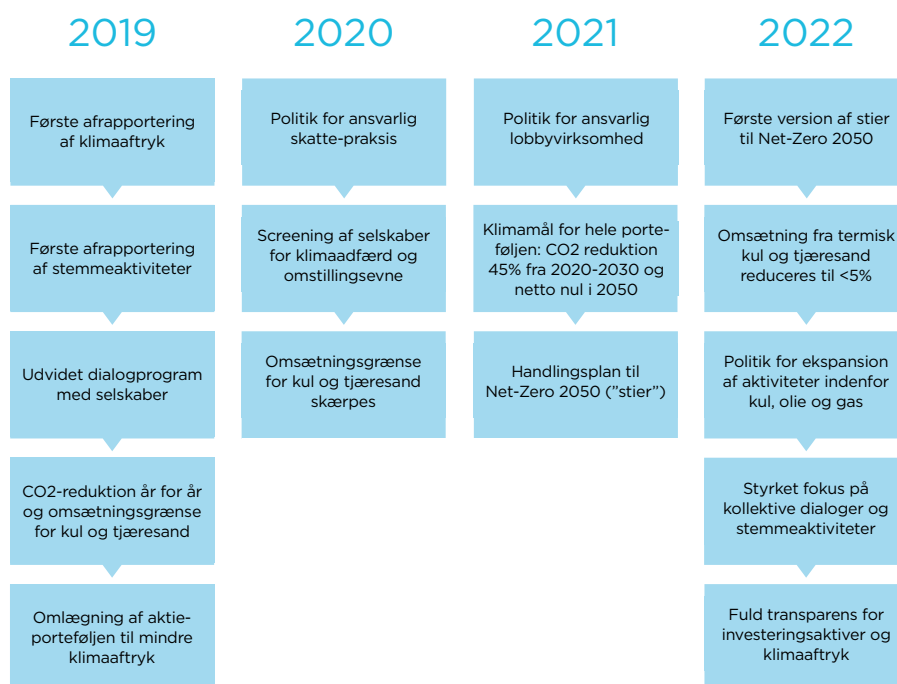 2019
Første afrapportering
af klimaaftryk
Første afrapportering
af stemmeaktiviteter
Udvidet dialogprogram
med selskaber
CO2-reduktion år for år
og omsætningsgrænse
for kul og tjæresand
Omlægning af aktie-
porteføljen til mindre
klimaaftryk
2020
Politik for ansvarlig
skatte-praksis
Screening af selskaber
for klimaadfærd og
omstillingsevne
Omsætningsgrænse
for kul og tjæresand
skærpes
2021
Politik for ansvarlig
lobbyvirksomhed
Klimamål for hele porte-
føljen: CO2 reduktion
45% fra 2020-2030 og
netto nul i 2050
Handlingsplan til
Net-Zero 2050 (”stier”)
2022
Første version af stier
til Net-Zero 2050
Omsætning fra termisk
kul og tjæresand
reduceres til <5%
Politik for ekspansion
af aktiviteter indenfor
kul, olie og gas
Styrket fokus på
kollektive dialoger og
stemmeaktiviteter
Fuld transparens for
investeringsaktiver og
klimaaftryk